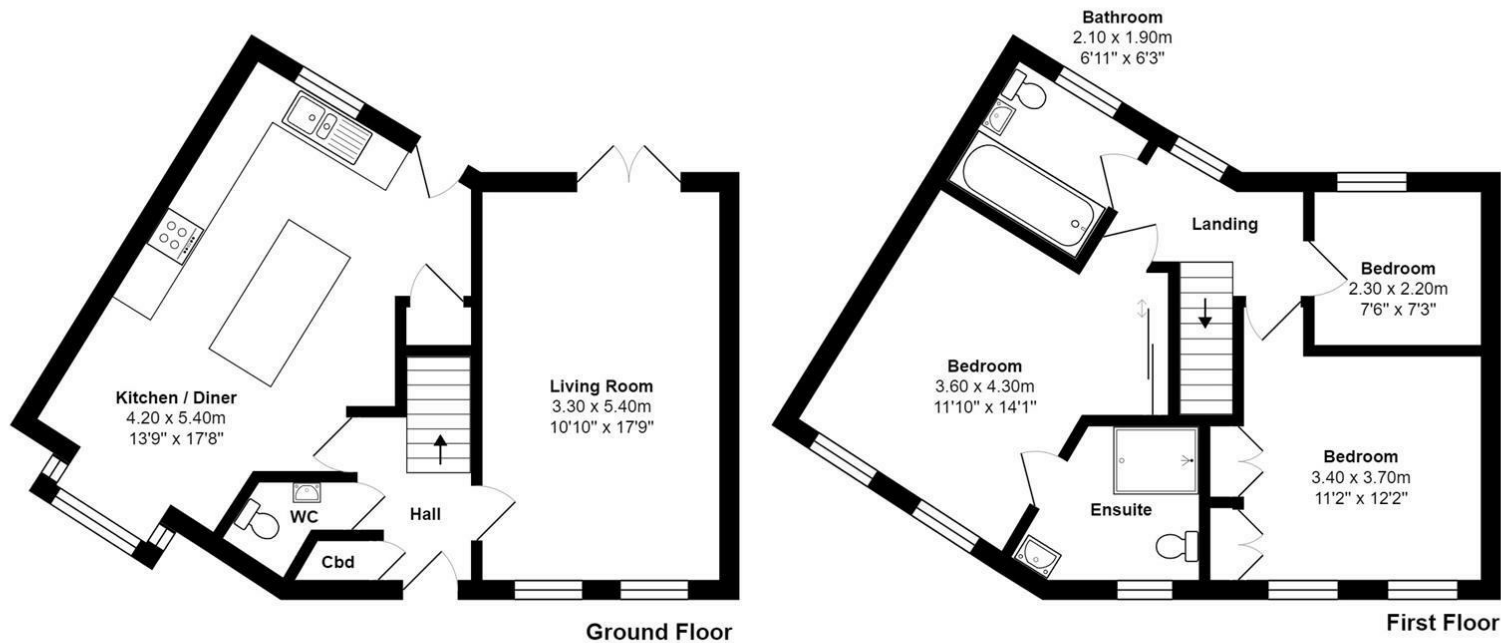 Kitchen / Diner
4.20 x 5.40m
13'9" x 17'8"
Living Room
3.30 x 5.40m
10'10" x 17'9"
WC
Hall
Cbd
Ground Floor
Bathroom
2.10 x 1.90m
6'11" x 6'3"
Landing
Bedroom
2.30 x 2.20m
7'6" x 7'3"
Bedroom
3.60 x 4.30m
11'10" x 14'1"
Bedroom
3.40 x 3.70m
11'2" x 12'2"
Ensuite
First Floor